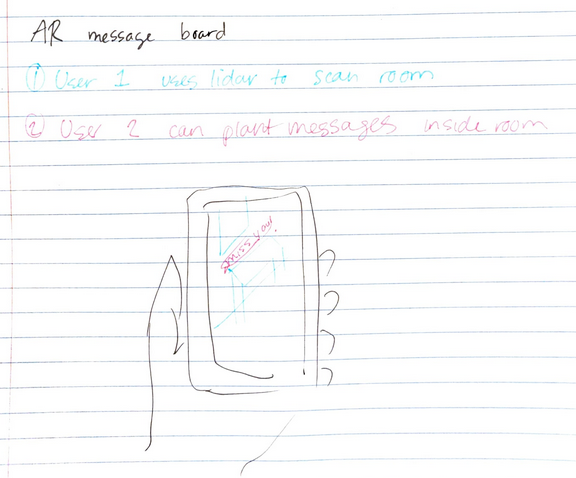 AR message board
① User 1 uses lidar to scan room
② User 2 can plant messages inside room
miss you!